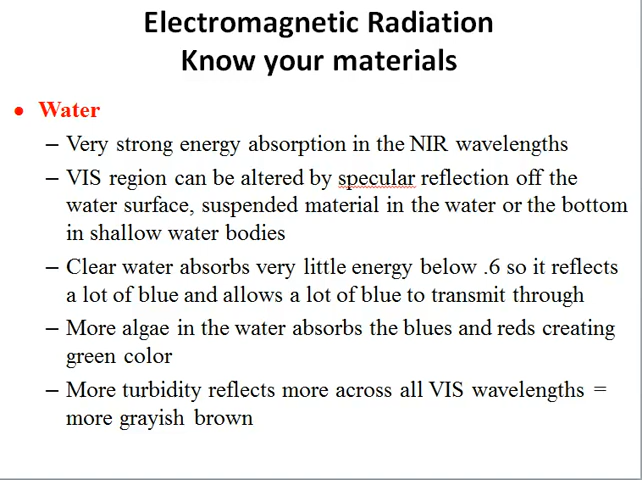 Electromagnetic Radiation
Know your materials
• Water
– Very strong energy absorption in the NIR wavelengths
– VIS region can be altered by specular reflection off the
water surface, suspended material in the water or the bottom
in shallow water bodies
– Clear water absorbs very little energy below .6 so it reflects
a lot of blue and allows a lot of blue to transmit through
– More algae in the water absorbs the blues and reds creating
green color
– More turbidity reflects more across all VIS wavelengths =
more grayish brown